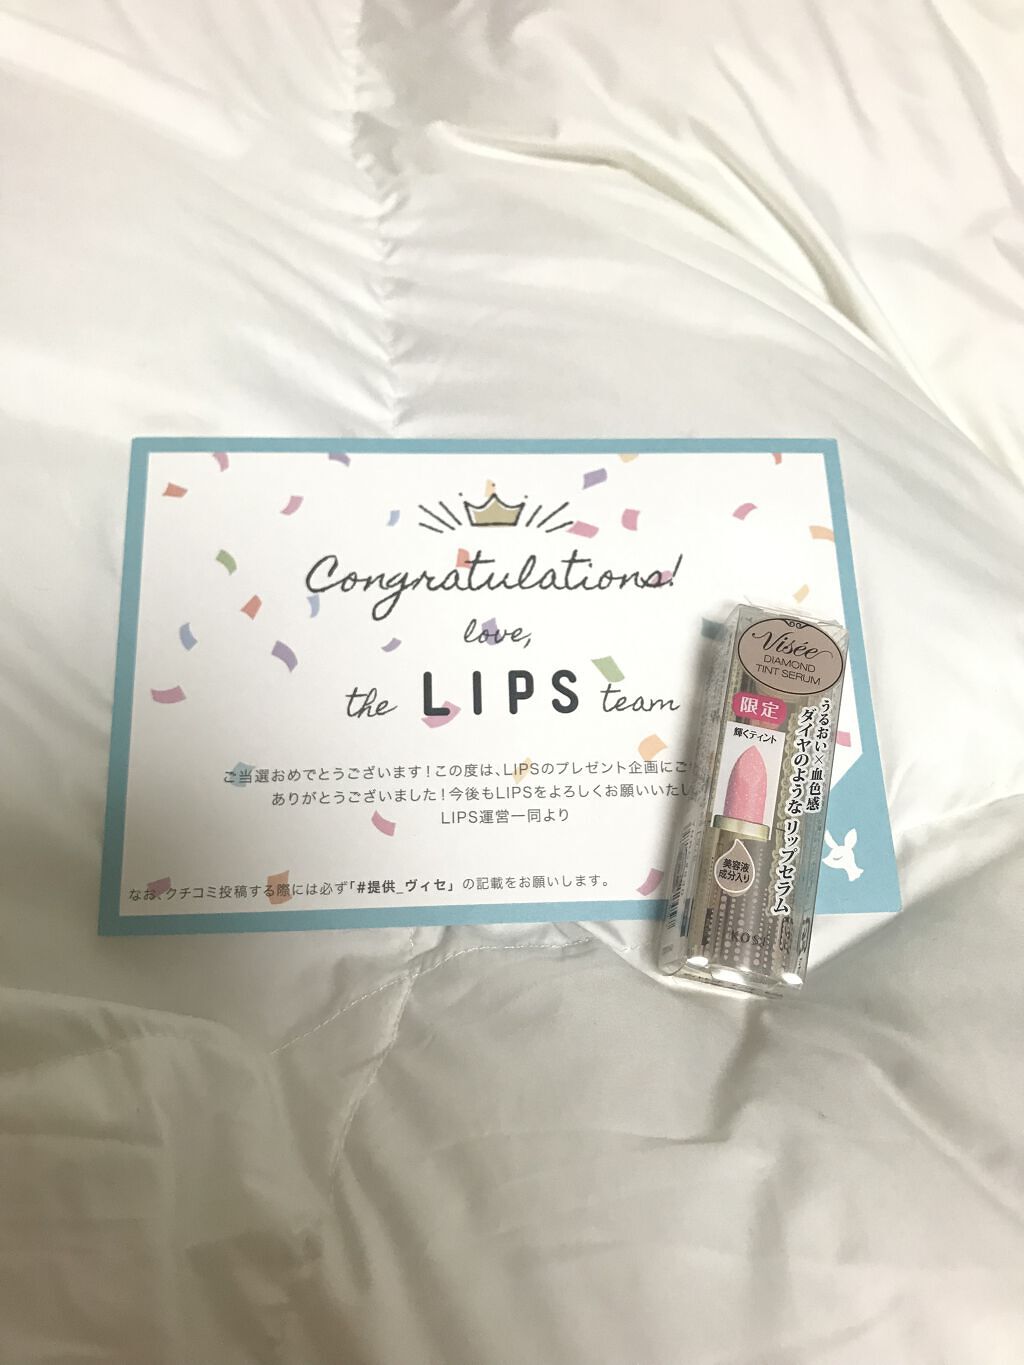 Congratulations!
love,
the LIPS team
ご当選おめでとうございます！この度は、LIPSのプレゼント企画にご
ありがとうございました！今後もLIPSをよろしくお願いいたし
LIPS運営一同より
なお、クチコミ投稿する際には必ず「#提供_ヴィセ」の記載をお願いします。
Visée
DIAMOND
TINT SERUM
限定
輝くティント
うるおい×血色感
ダイヤのような リップセラム
美容液
成分入り
KOSÉ